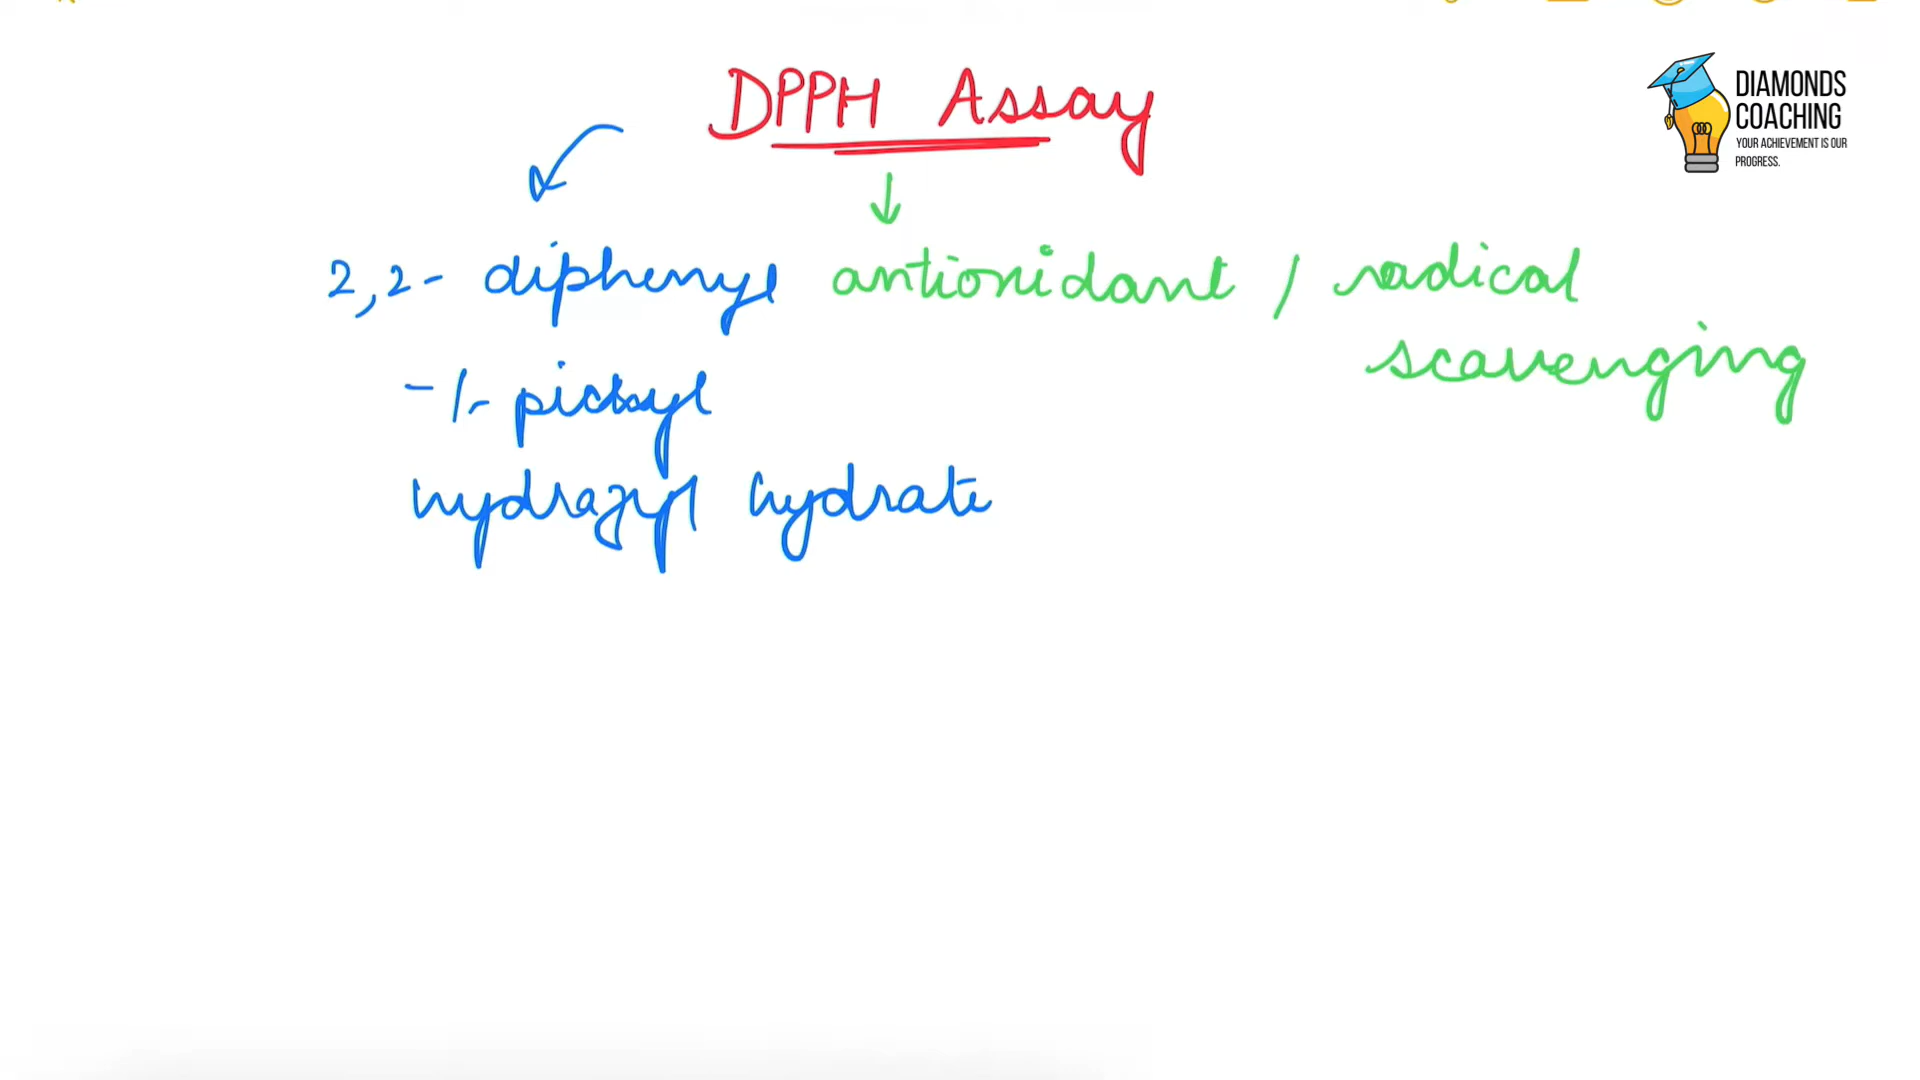 DPPH Assay
DIAMONDS
COACHING
YOUR ACHIEVEMENT IS OUR
PROGRESS.
2,2- diphenyl antioxidant / radical
scavenging
-1- picryl
hydrazyl hydrate